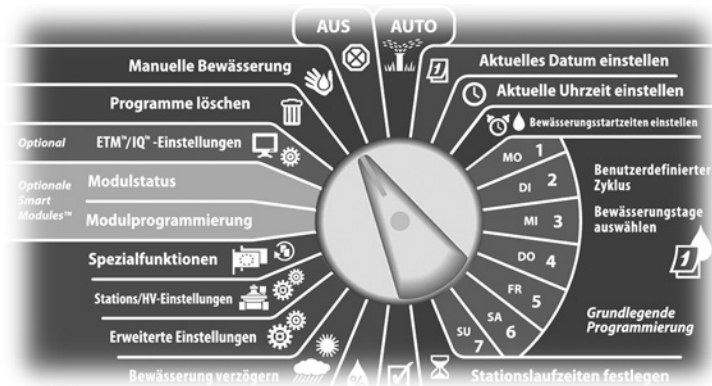 AUS
AUTO
Manuelle Bewässerung
Programme löschen
Optional
ETM™/IQ™ -Einstellungen
Optionale
Smart
Modules™
Modulstatus
Modulprogrammierung
Spezialfunktionen
Stations/HV-Einstellungen
Erweiterte Einstellungen
Bewässerung verzögern
%
Aktuelles Datum einstellen
1
Aktuelle Uhrzeit einstellen
Bewässerungsstartzeiten einstellen
MO 1
DI 2
MI 3
DO 4
FR 5
SA 6
SU 7
Benutzerdefinierter
Zyklus
Bewässerungstage
auswählen
1
Grundlegende
Programmierung
Stationslaufzeiten festlegen